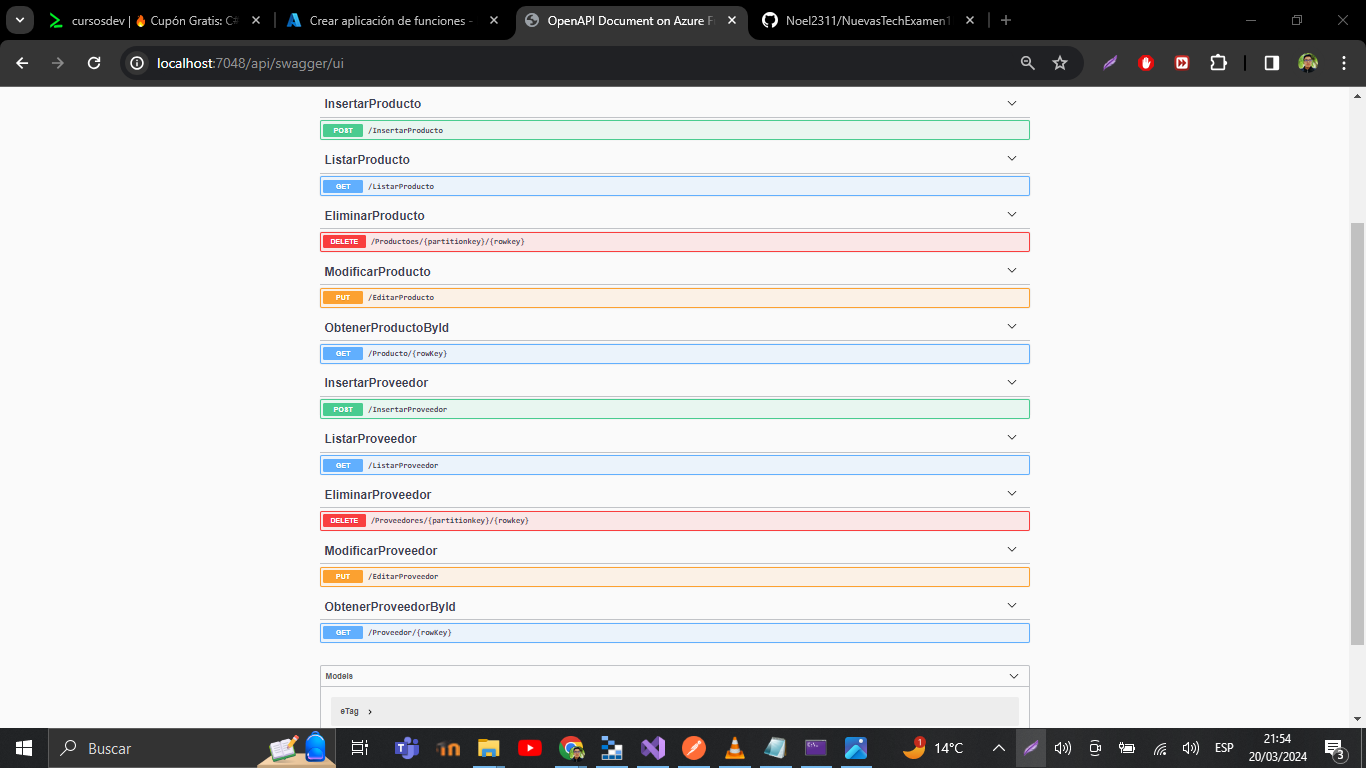 cursosdev | 🔥 Cupón Gratis: C#
Crear aplicación de funciones -
OpenAPI Document on Azure F
Noel2311/NuevasTechExamen1
localhost:7048/api/swagger/ui
InsertarProducto
POST /InsertarProducto
ListarProducto
GET /ListarProducto
EliminarProducto
DELETE /Productoes/{partitionkey}/{rowkey}
ModificarProducto
PUT /EditarProducto
ObtenerProductoById
GET /Producto/{rowKey}
InsertarProveedor
POST /InsertarProveedor
ListarProveedor
GET /ListarProveedor
EliminarProveedor
DELETE /Proveedores/{partitionkey}/{rowkey}
ModificarProveedor
PUT /EditarProveedor
ObtenerProveedorById
GET /Proveedor/{rowKey}
Models
eTag
Buscar
1
14°C
ESP
21:54
20/03/2024
3